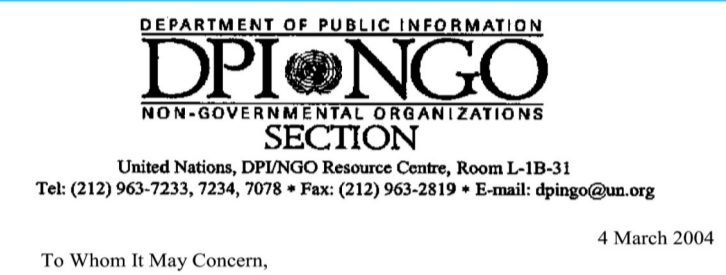 DEPARTMENT OF PUBLIC INFORMATION
DPI NGO
NON-GOVERNMENTAL ORGANIZATIONS
SECTION
United Nations, DPI/NGO Resource Centre, Room L-1B-31
Tel: (212) 963-7233, 7234, 7078 * Fax: (212) 963-2819 * E-mail: dpingo@un.org
4 March 2004
To Whom It May Concern,